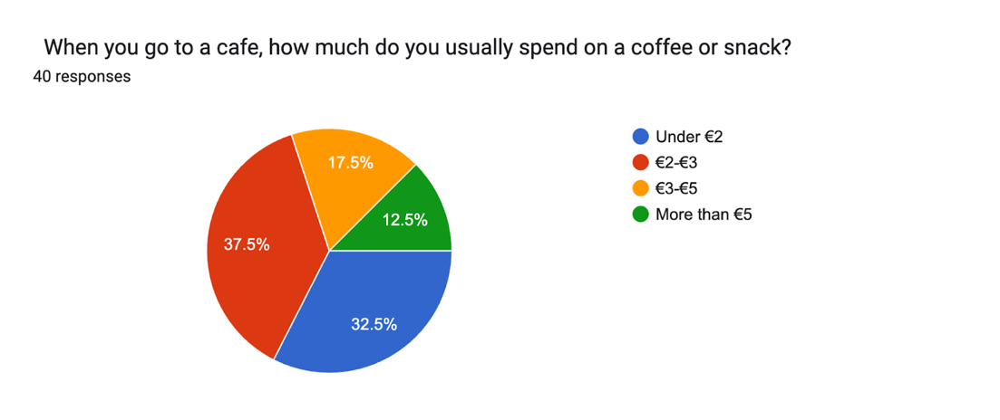 When you go to a cafe, how much do you usually spend on a coffee or snack?
40 responses
17.5%
12.5%
37.5%
32.5%
Under €2
€2-€3
€3-€5
More than €5